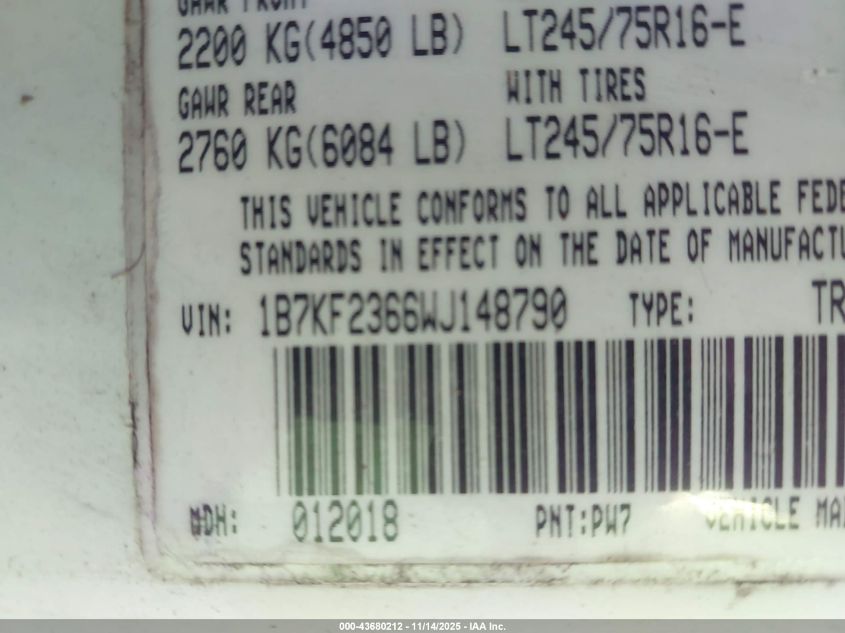 GAWR FRONT
2200 KG(4850 LB) LT245/75R16-E
GAWR REAR WITH TIRES
2760 KG(6084 LB) LT245/75R16-E
THIS VEHICLE CONFORMS TO ALL APPLICABLE FEDE
STANDARDS IN EFFECT ON THE DATE OF MANUFACTU
VIN: 1B7KF2366WJ148790 TYPE: TR
MDH: 012018 PNT:PW7 VEHICLE MA
000-43680212 - 11/14/2025 - IAA Inc.